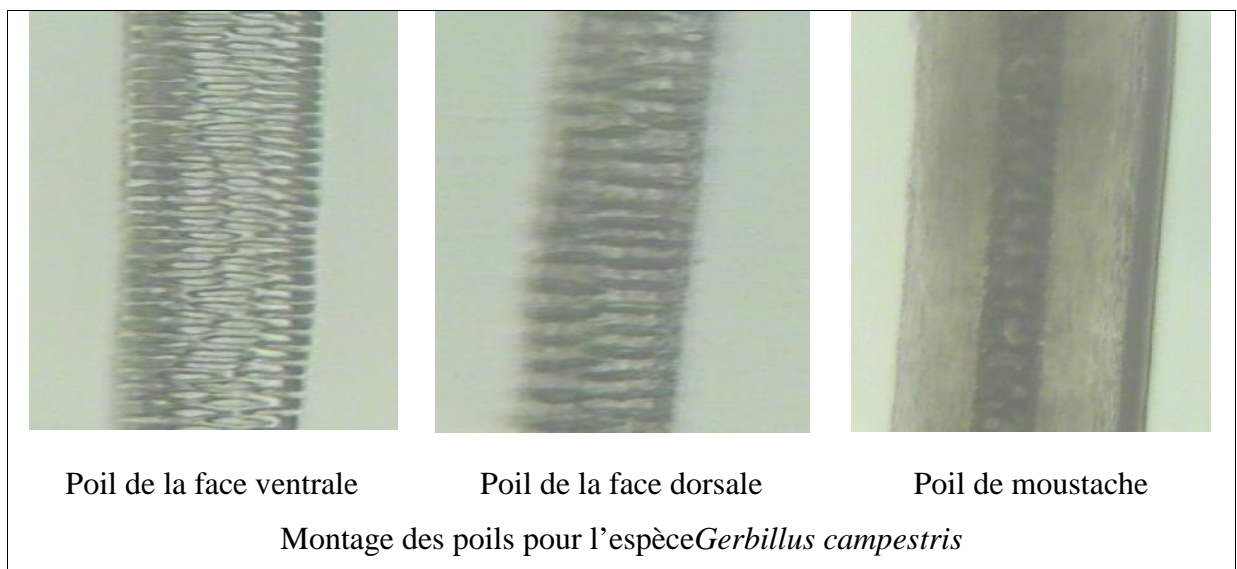 Poil de la face ventrale
Poil de la face dorsale
Poil de moustache
Montage des poils pour l’espèceGerbillus campestris